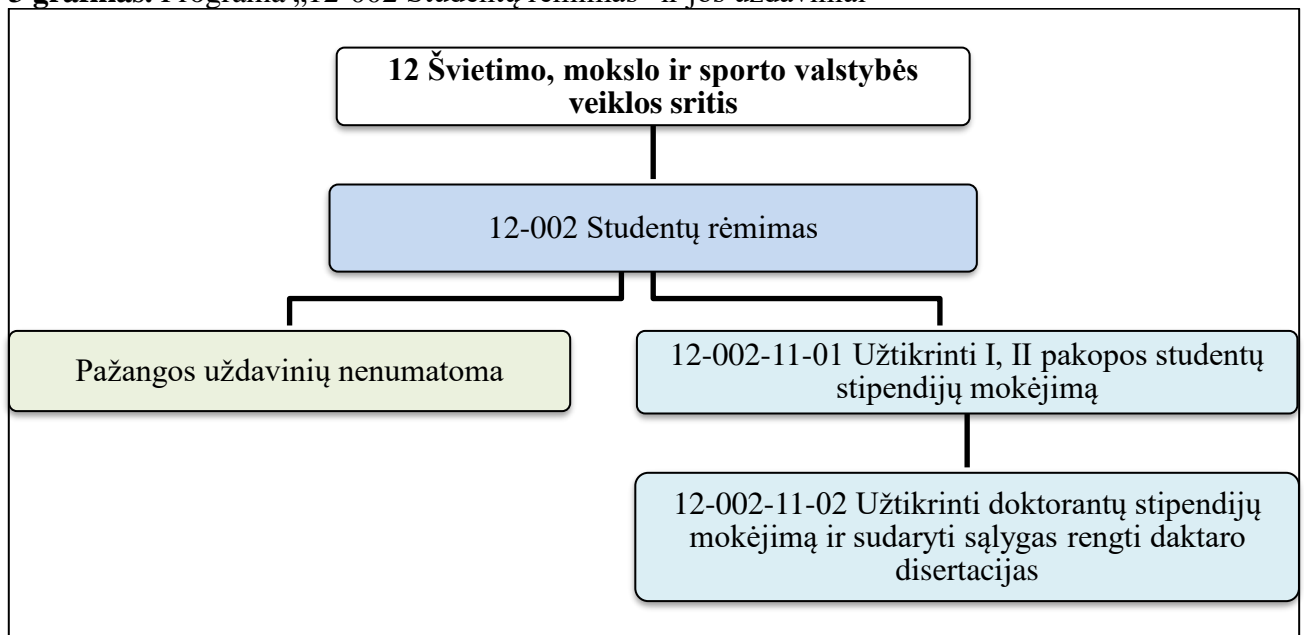 3 grafikas. Programa „12-002 Studentų rėmimas“ ir jos uždaviniai
12 Švietimo, mokslo ir sporto valstybės
veiklos sritis
12-002 Studentų rėmimas
Pažangos uždavinių nenumatoma
12-002-11-01 Užtikrinti I, II pakopos studentų
stipendijų mokėjimą
12-002-11-02 Užtikrinti doktorantų stipendijų
mokėjimą ir sudaryti sąlygas rengti daktaro
disertacijas